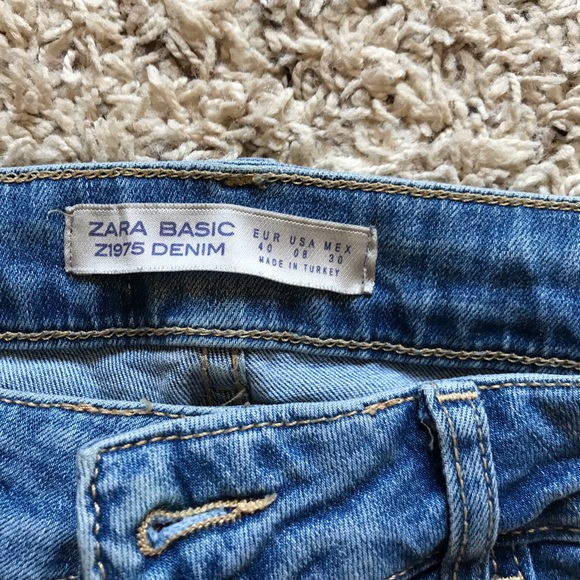 ZARA BASIC
Z1975 DENIM
EUR USA MEX
40 08 30
MADE IN TURKEY